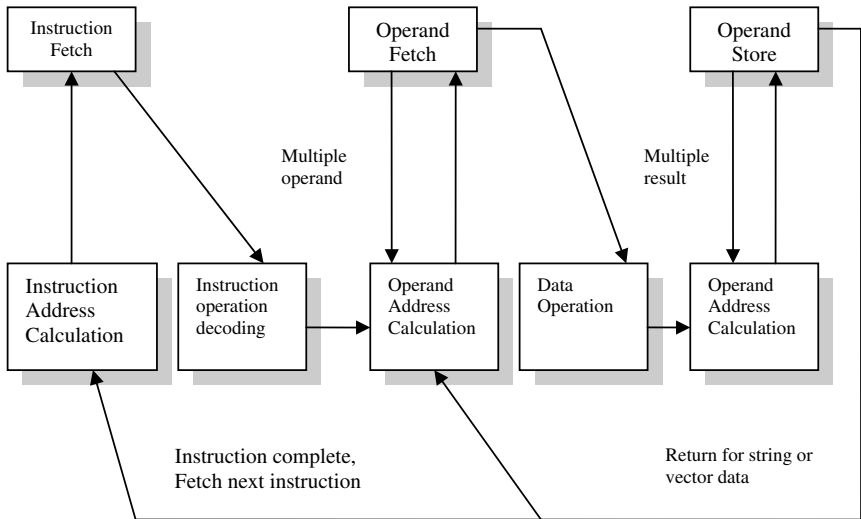 Instruction
Fetch
Operand
Fetch
Operand
Store
Multiple
operand
Multiple
result
Instruction
Address
Calculation
Instruction
operation
decoding
Operand
Address
Calculation
Data
Operation
Operand
Address
Calculation
Instruction complete,
Fetch next instruction
Return for string or
vector data